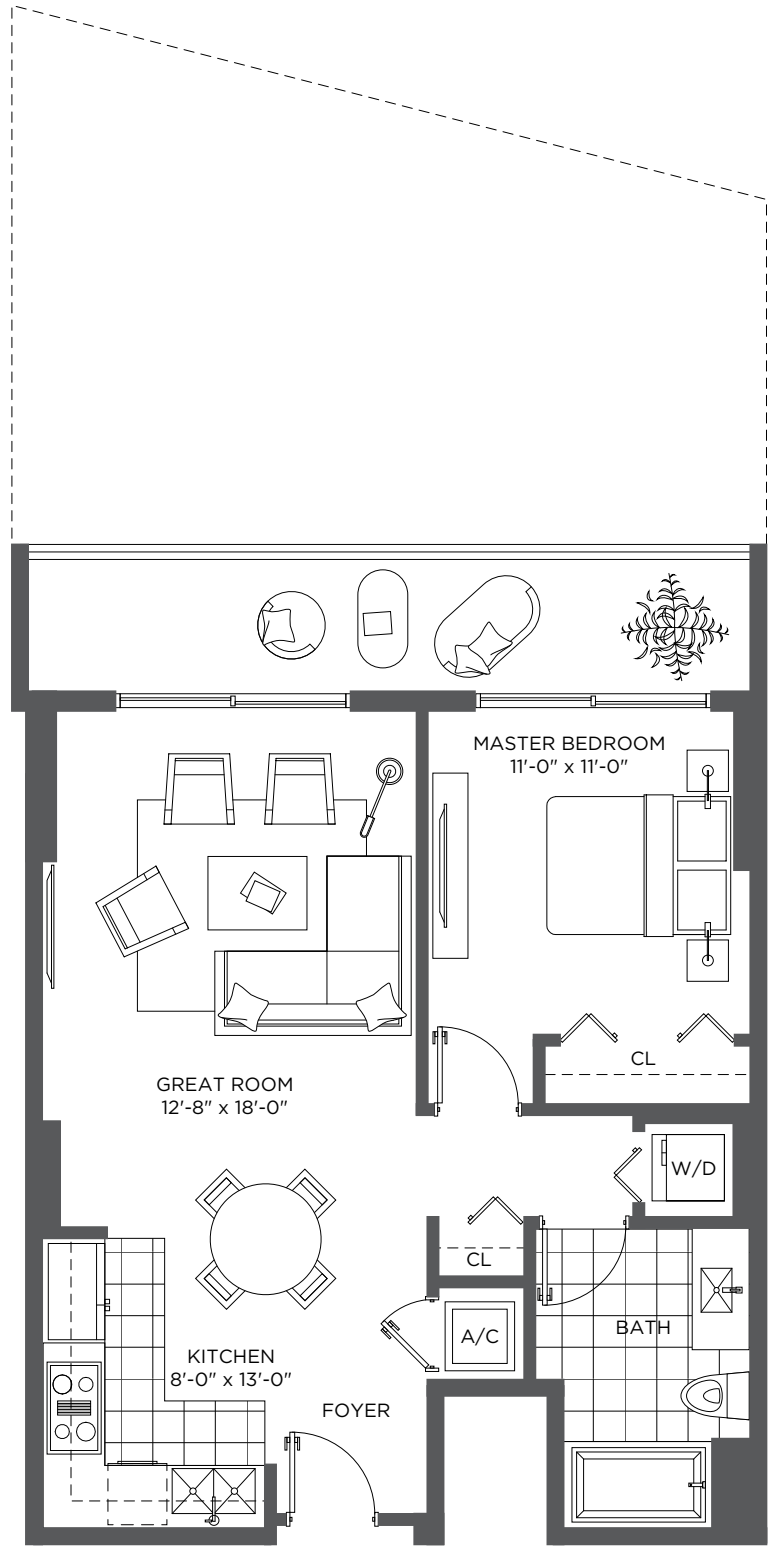 MASTER BEDROOM
11'-0" x 11'-0"
CL
GREAT ROOM
12'-8" x 18'-0"
W/D
CL
BATH
A/C
KITCHEN
8'-0" x 13'-0"
FOYER